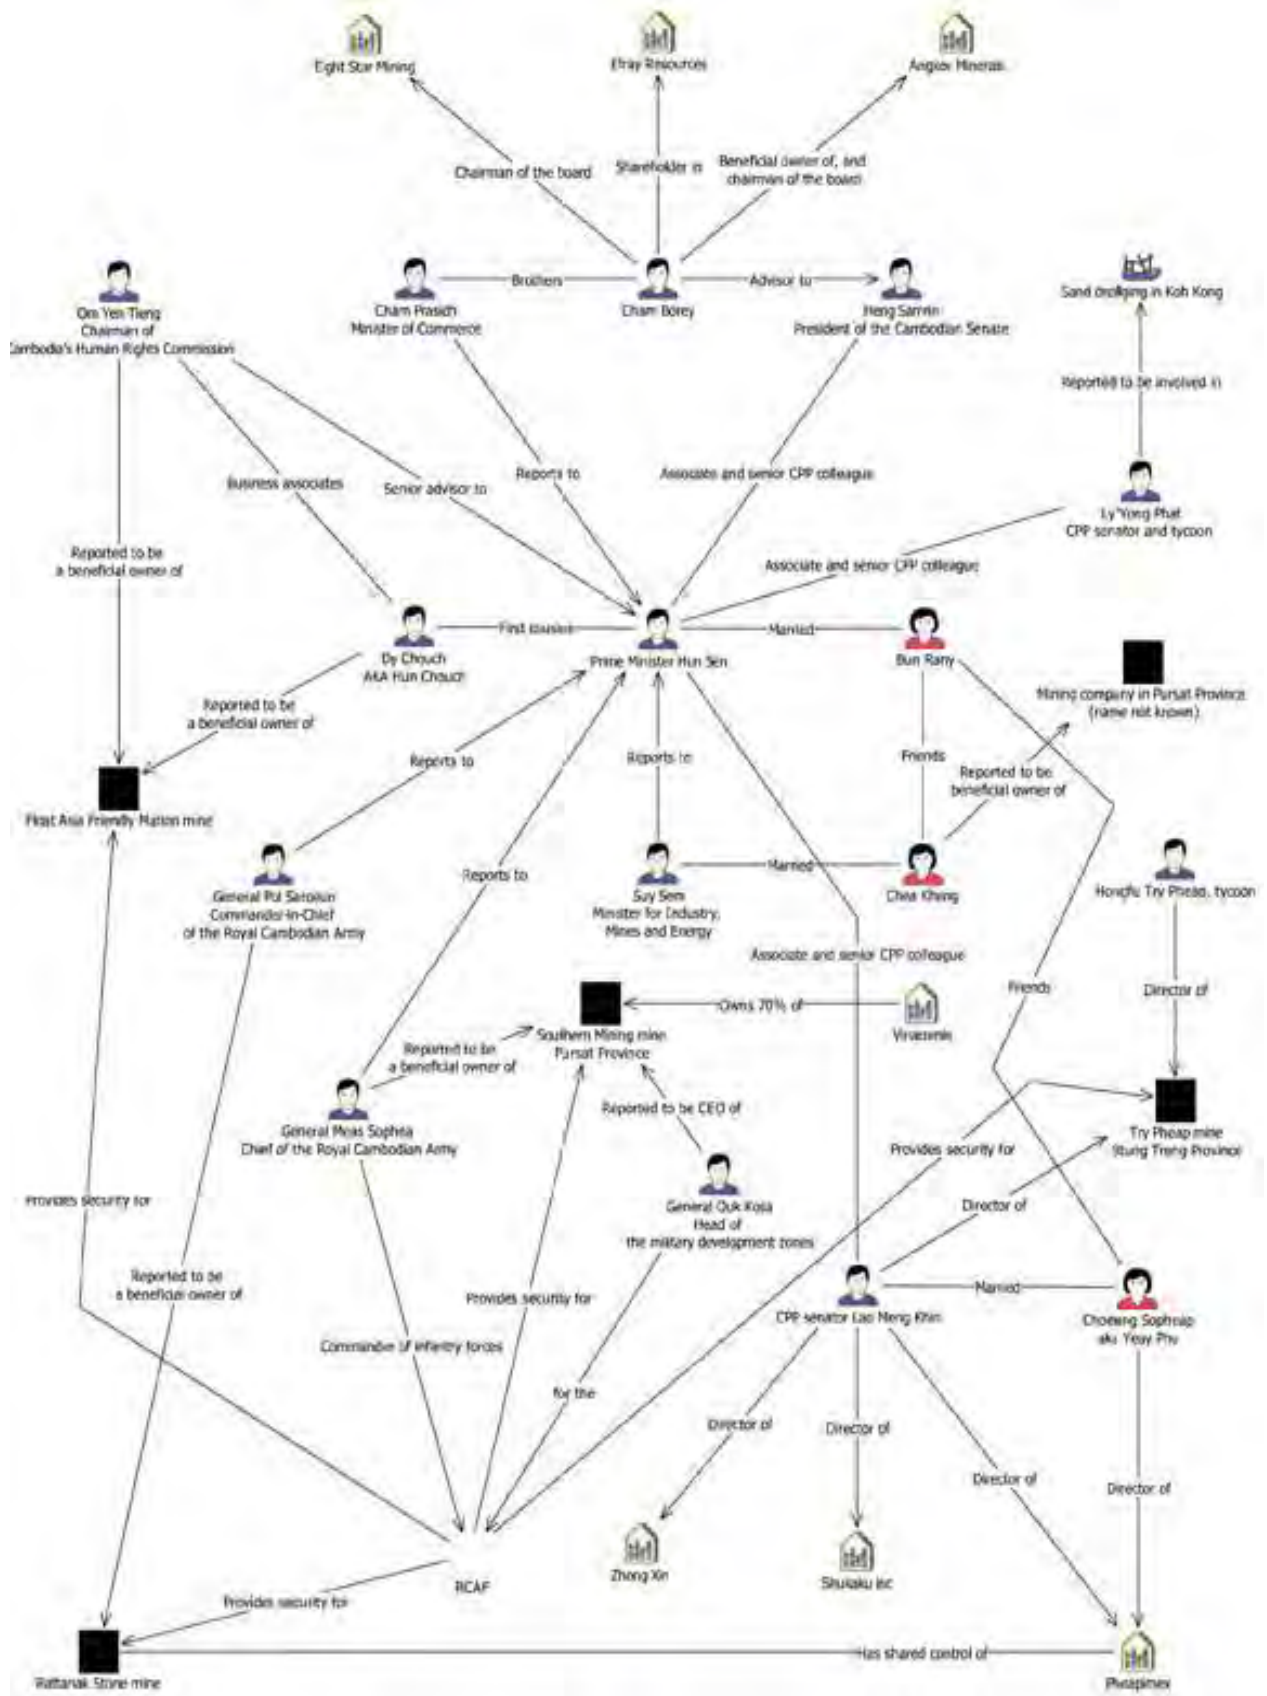 Eight Star Mining
Elray Resources
Angkor Minerals
Chairman of the board
Shareholder in
Beneficial owner of, and
chairman of the board
Om Yen Tieng
Chairman of
Cambodia's Human Rights Commission
Cham Prasidh
Minister of Commerce
Brothers
Cham Borey
Advisor to
Heng Samrin
President of the Cambodian Senate
Sand dredging in Koh Kong
Reported to be involved in
Business associates
Senior advisor to
Reports to
Associate and senior CPP colleague
Ly Yong Phat
CPP senator and tycoon
Reported to be
a beneficial owner of
Associate and senior CPP colleague
Dy Chouch
AKA Hun Chouch
First cousins
Prime Minister Hun Sen
Married
Bun Rany
Mining company in Pursat Province
(name not known)
Reported to be
a beneficial owner of
Reports to
Reports to
Friends
Reported to be
beneficial owner of
Float Asia Friendly Mation mine
General Pol Saroeun
Commander-in-Chief
of the Royal Cambodian Army
Reports to
Suy Sem
Minister for Industry,
Mines and Energy
Married
Chea Kheng
Hongfu Try Pheap, tycoon
Associate and senior CPP colleague
Friends
Director of
Southern Mining mine
Pursat Province
Owns 70% of
Reported to be
a beneficial owner of
General Meas Sophea
Chief of the Royal Cambodian Army
Reported to be CEO of
Try Pheap mine
Stung Treng Province
Provides security for
Provides security for
Director of
General Ouk Kosa
Head of
the military development zones
Reported to be
a beneficial owner of
Provides security for
CPP senator Lao Meng Khin
Married
Choeung Sopheap
aka Yeay Phu
Commander of infantry forces
for the
Director of
Director of
Director of
Director of
Zhong Xin
Shukaku Inc
RCAF
Provides security for
Rattanak Stone mine
Has shared control of
Pheapimex